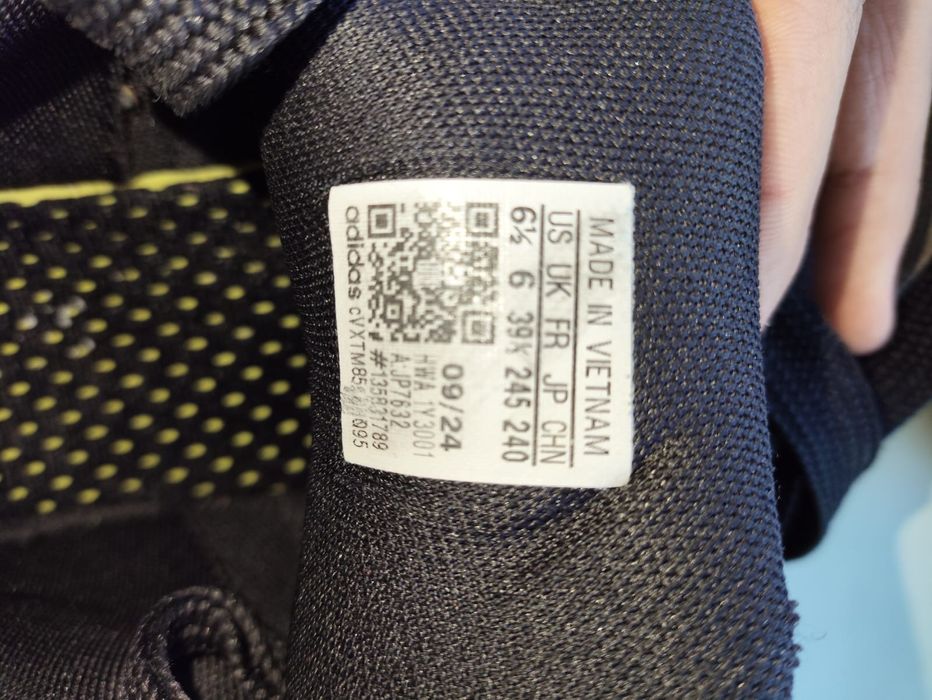 MADE IN VIETNAM
US UK FR JP CHN
6½ 6 39⅓ 245 240
09/24
HWA 1Y3001
AJP7632
#135831789
adidas